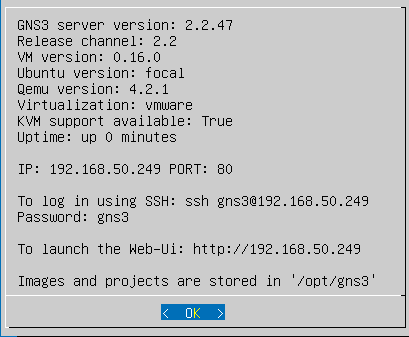 GNS3 server version: 2.2.47
Release channel: 2.2
VM version: 0.16.0
Ubuntu version: focal
Qemu version: 4.2.1
Virtualization: vmware
KVM support available: True
Uptime: up 0 minutes
IP: 192.168.50.249 PORT: 80
To log in using SSH: ssh gns3@192.168.50.249
Password: gns3
To launch the Web-Ui: http://192.168.50.249
Images and projects are stored in '/opt/gns3'
< OK >